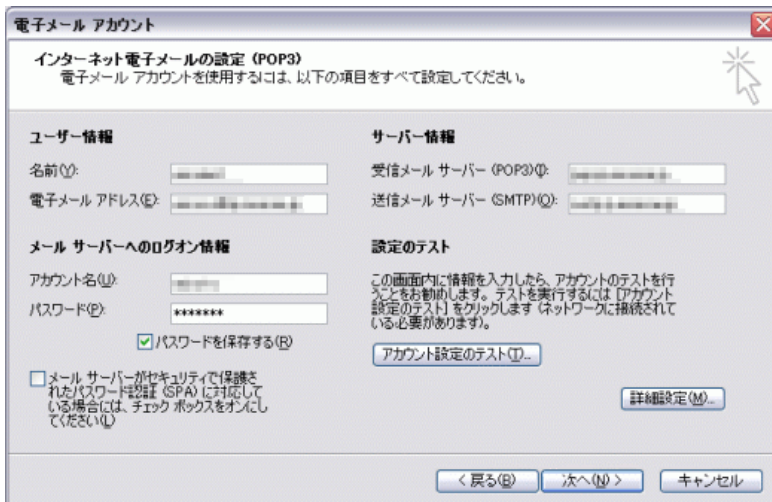 電子メール アカウント
インターネット電子メールの設定 (POP3)
電子メール アカウントを使用するには、以下の項目をすべて設定してください。
ユーザー情報
名前(Y):
電子メール アドレス(E):
メール サーバーへのログオン情報
アカウント名(U):
パスワード(P):
*******
パスワードを保存する(R)
メール サーバーがセキュリティで保護さ
れたパスワード認証 (SPA) に対応して
いる場合には、チェック ボックスをオンにし
てください(L)
サーバー情報
受信メール サーバー (POP3)(I):
送信メール サーバー (SMTP)(O):
設定のテスト
この画面内に情報を入力したら、アカウントのテストを行
うことをお勧めします。テストを実行するには [アカウント
設定のテスト] をクリックします (ネットワークに接続されて
いる必要があります)。
アカウント設定のテスト(T)...
詳細設定(M)...
< 戻る(B)
次へ(N) >
キャンセル